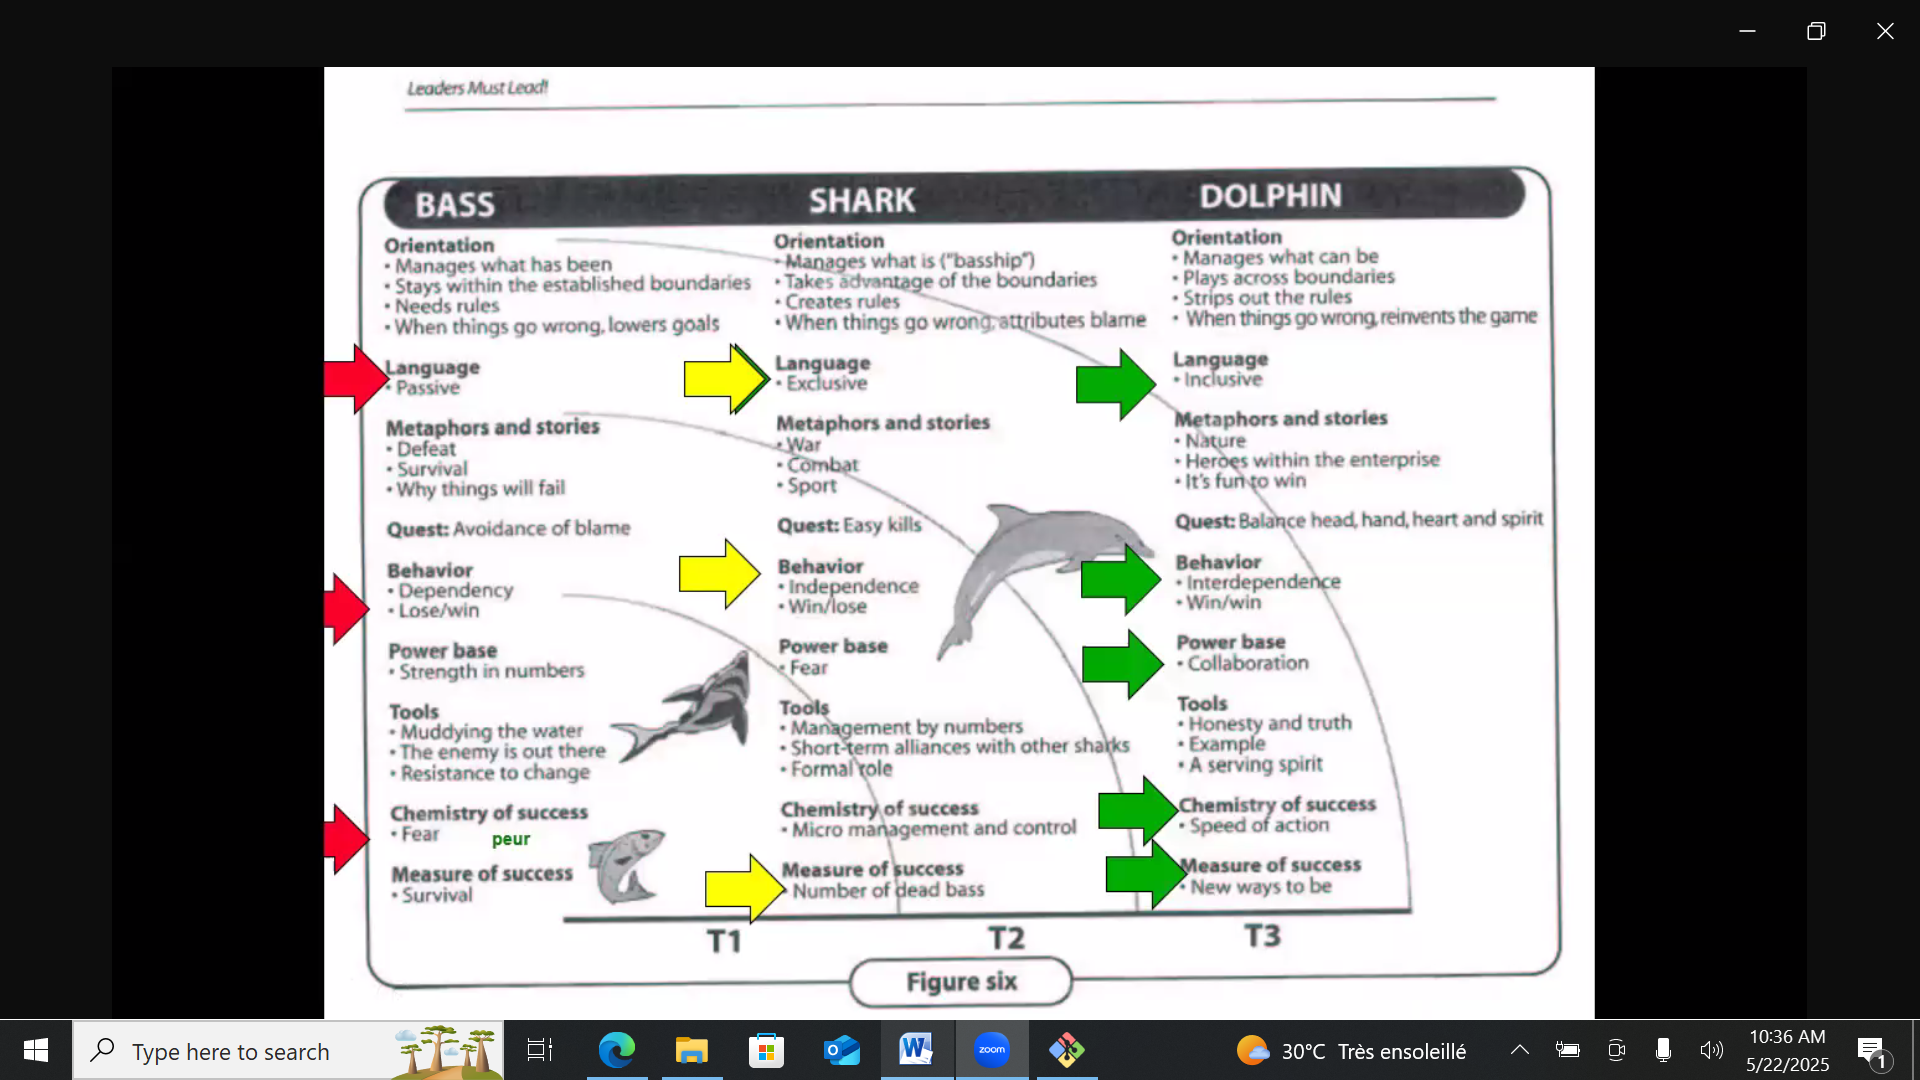 Leaders Must Lead!
BASS
Orientation
• Manages what has been
• Stays within the established boundaries
• Needs rules
• When things go wrong, lowers goals
Language
• Passive
Metaphors and stories
• Defeat
• Survival
• Why things will fail
Quest: Avoidance of blame
Behavior
• Dependency
• Lose/win
Power base
• Strength in numbers
Tools
• Muddying the water
• The enemy is out there
• Resistance to change
Chemistry of success
• Fear
peur
Measure of success
• Survival
SHARK
Orientation
• Manages what is ("basship")
• Takes advantage of the boundaries
• Creates rules
• When things go wrong, attributes blame
Language
• Exclusive
Metaphors and stories
• War
• Combat
• Sport
Quest: Easy kills
Behavior
• Independence
• Win/lose
Power base
• Fear
Tools
• Management by numbers
• Short-term alliances with other sharks
• Formal role
Chemistry of success
• Micro management and control
Measure of success
• Number of dead bass
DOLPHIN
Orientation
• Manages what can be
• Plays across boundaries
• Strips out the rules
• When things go wrong, reinvents the game
Language
• Inclusive
Metaphors and stories
• Nature
• Heroes within the enterprise
• It's fun to win
Quest: Balance head, hand, heart and spirit
Behavior
• Interdependence
• Win/win
Power base
• Collaboration
Tools
• Honesty and truth
• Example
• A serving spirit
Chemistry of success
• Speed of action
Measure of success
• New ways to be
T1
T2
T3
Figure six
Type here to search
zoom
30°C Très ensoleillé
10:36 AM
5/22/2025
1